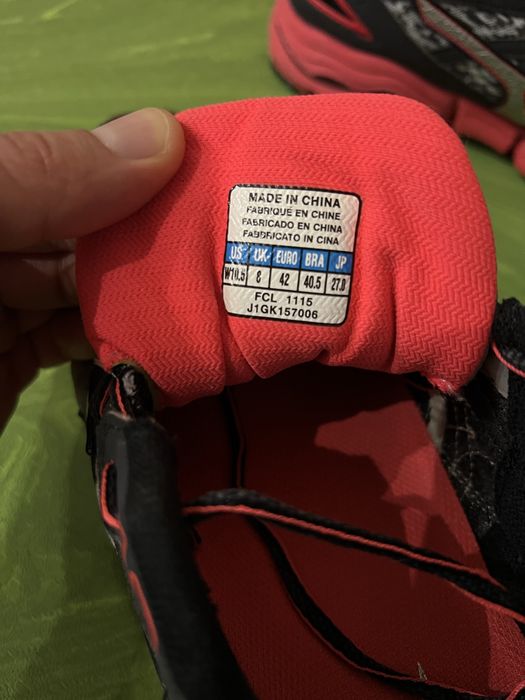 MADE IN CHINA
FABRIQUÉ EN CHINE
FABRICADO EN CHINA
FABBRICATO IN CINA
US UK EURO BRA JP
W10.5 8 42 40.5 27.0
FCL 1115
J1GK157006